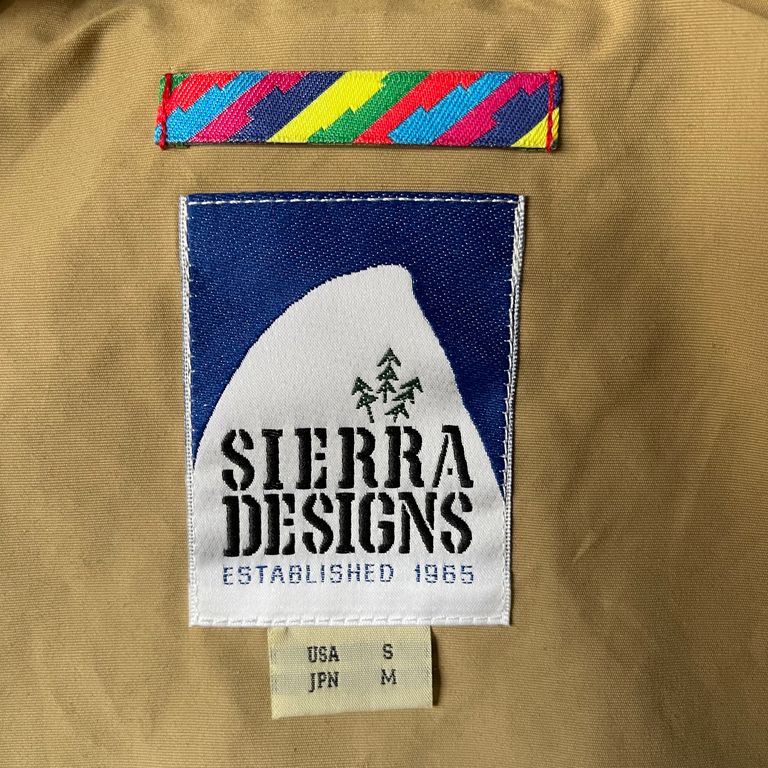 SIERRA
DESIGNS
ESTABLISHED 1965
USA S
JPN M